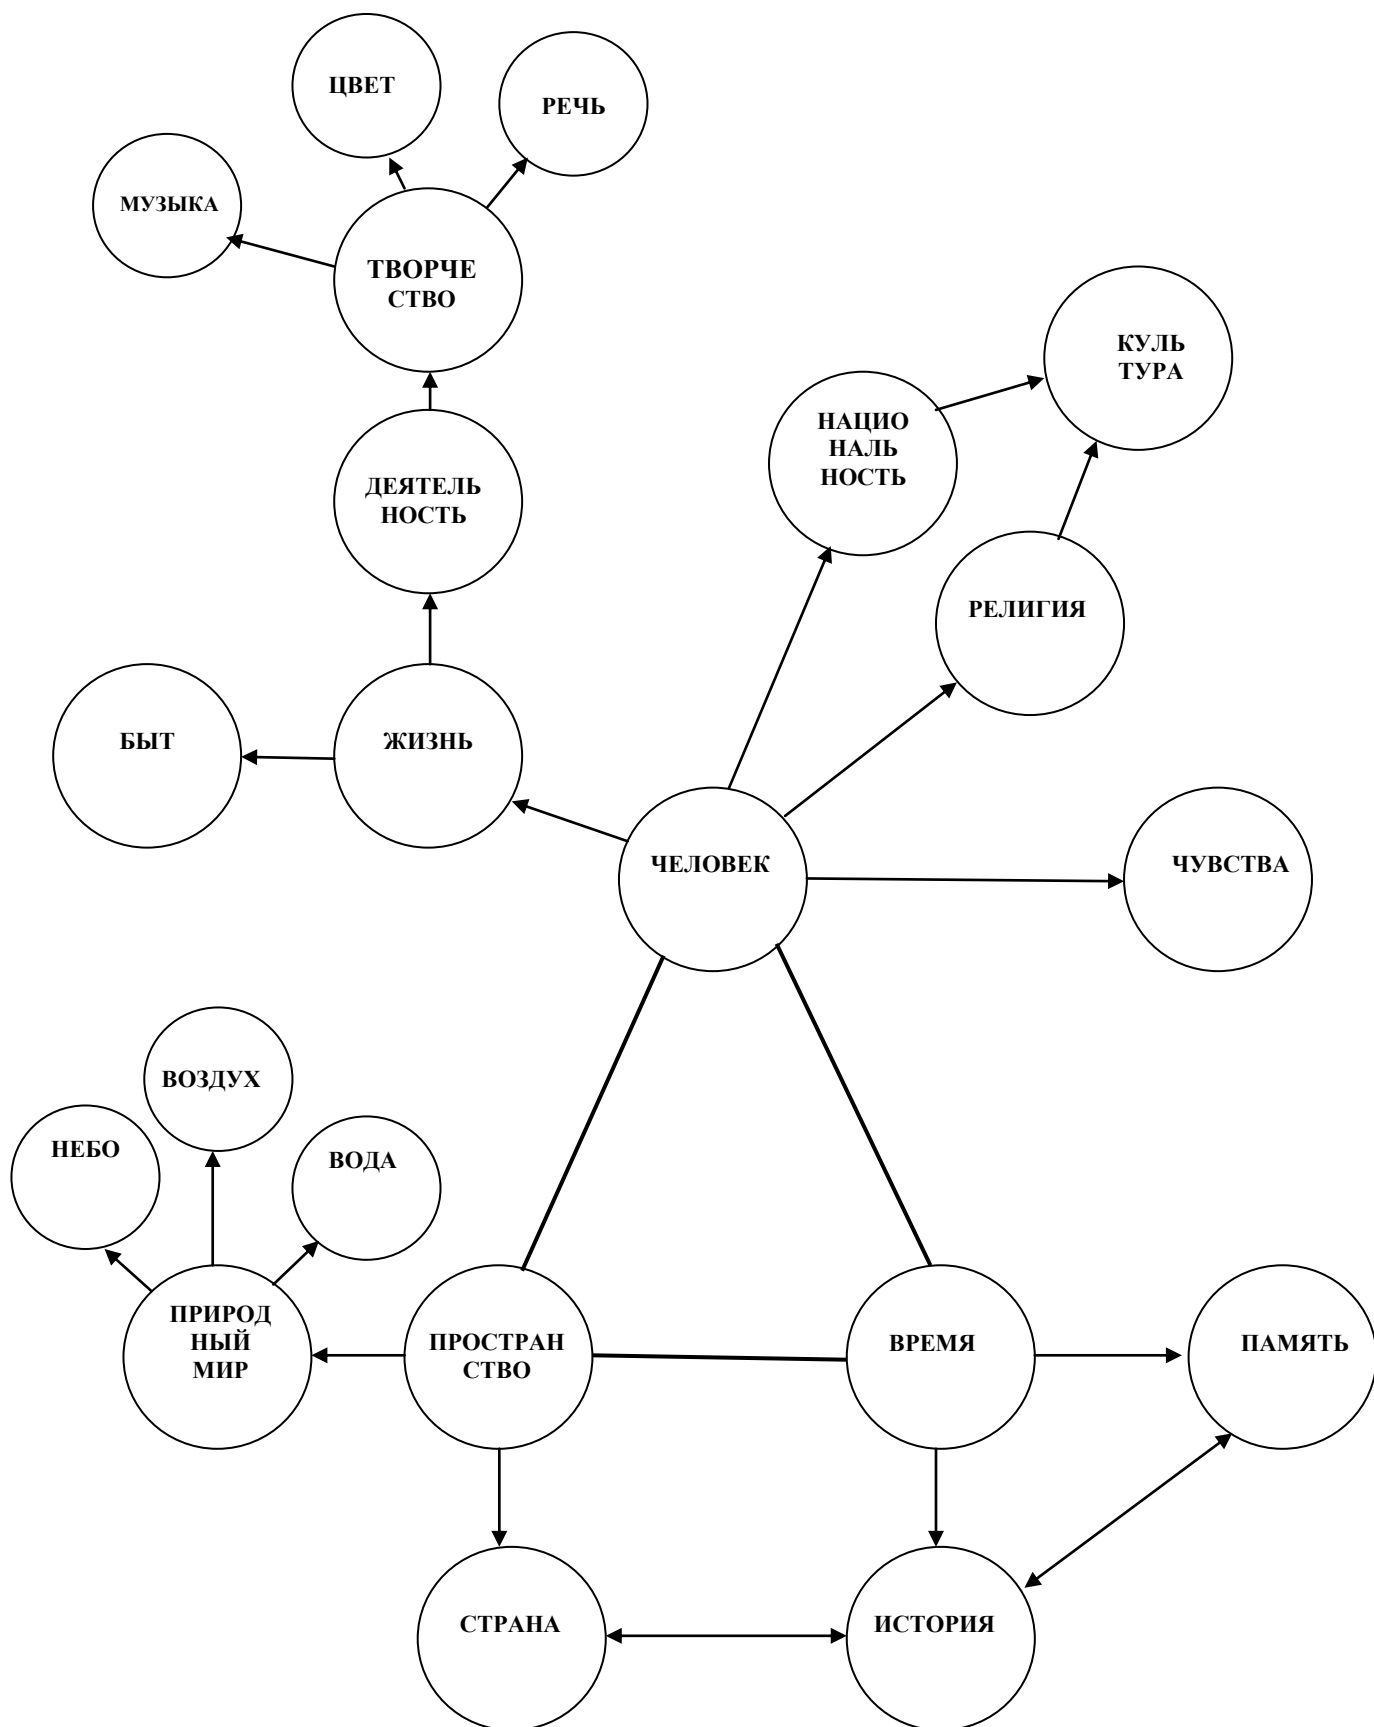 ЦВЕТ
РЕЧЬ
МУЗЫКА
ТВОРЧЕ
СТВО
КУЛЬ
ТУРА
НАЦИО
НАЛЬ
НОСТЬ
ДЕЯТЕЛЬ
НОСТЬ
РЕЛИГИЯ
БЫТ
ЖИЗНЬ
ЧЕЛОВЕК
ЧУВСТВА
ВОЗДУХ
НЕБО
ВОДА
ПРИРОД
НЫЙ
МИР
ПРОСТРАН
СТВО
ВРЕМЯ
ПАМЯТЬ
СТРАНА
ИСТОРИЯ